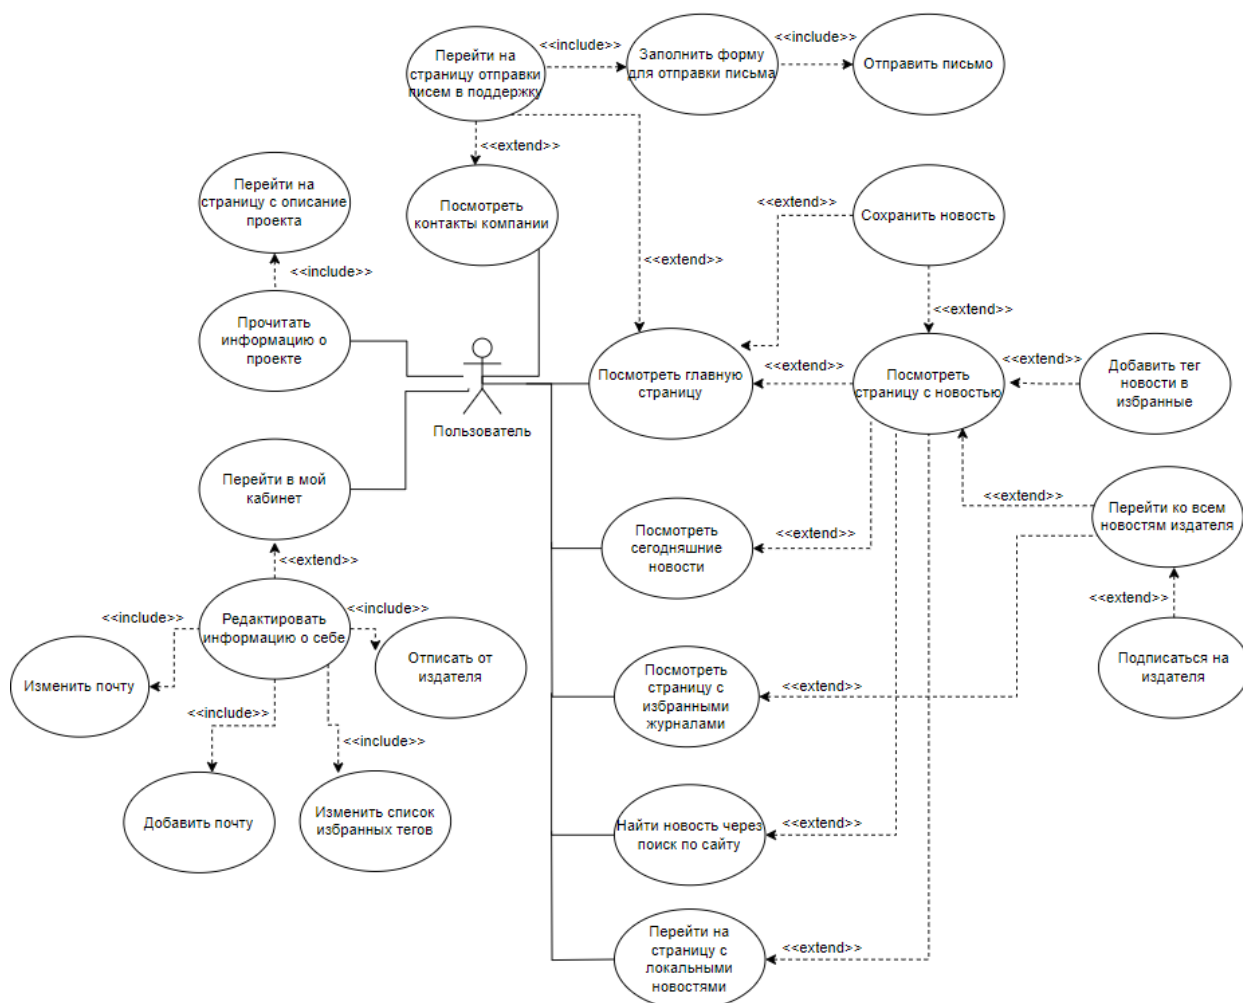 Перейти на
страницу отправки
писем в поддержку
<<include>>
Заполнить форму
для отправки письма
<<include>>
Отправить письмо
<<extend>>
Перейти на
страницу с описание
проекта
Посмотреть
контакты компании
<<extend>>
Сохранить новость
<<include>>
<<extend>>
<<extend>>
Прочитать
информацию о
проекте
Посмотреть главную
страницу
<<extend>>
Посмотреть
страницу с новостью
<<extend>>
Добавить тег
новости в
избранные
Пользователь
Перейти в мой
кабинет
<<extend>>
Перейти ко всем
новостям издателя
Посмотреть
сегодняшние
новости
<<extend>>
<<extend>>
<<extend>>
<<include>>
Редактировать
информацию о себе
<<include>>
Изменить почту
Отписать от
издателя
Подписаться на
издателя
Посмотреть
страницу с
избранными
журналами
<<extend>>
<<include>>
<<include>>
Добавить почту
Изменить список
избранных тегов
Найти новость через
поиск по сайту
<<extend>>
Перейти на
страницу с
локальными
новостями
<<extend>>